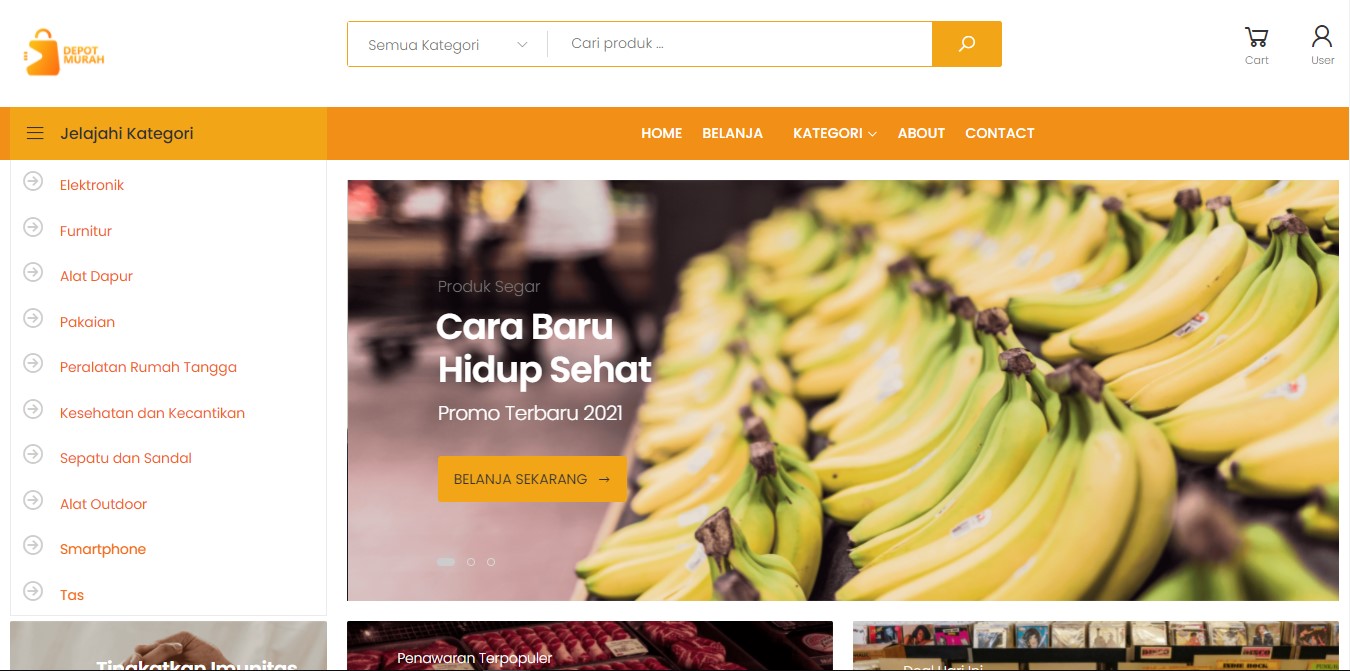 DEPOT
MURAH
Semua Kategori
Cari produk ...
Cart
User
Jelajahi Kategori
HOME
BELANJA
KATEGORI
ABOUT
CONTACT
Elektronik
Furnitur
Alat Dapur
Pakaian
Peralatan Rumah Tangga
Kesehatan dan Kecantikan
Sepatu dan Sandal
Alat Outdoor
Smartphone
Tas
Produk Segar
Cara Baru
Hidup Sehat
Promo Terbaru 2021
BELANJA SEKARANG →
Tingkatkan Imunitas
Penawaran Terpopuler
Deal Hari Ini